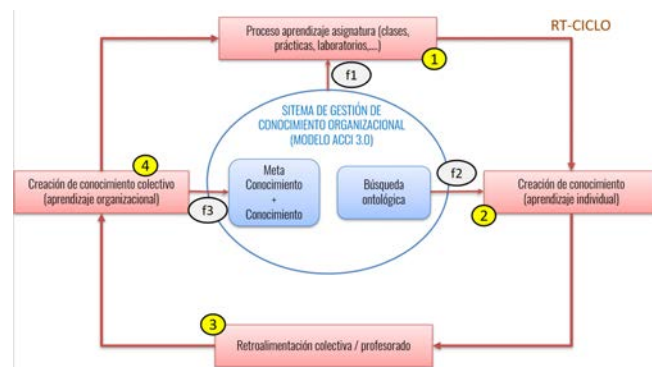 RT-CICLO
Proceso aprendizaje asignatura (clases,
prácticas, laboratorios,....)
1
f1
SITEMA DE GESTIÓN DE
CONOCIMIENTO ORGANIZACIONAL
(MODELO ACCI 3.0)
4
Creación de conocimiento colectivo
(aprendizaje organizacional)
f3
Meta
Conocimiento
+
Conocimiento
Búsqueda
ontológica
f2
Creación de conocimiento
(aprendizaje individual)
2
3
Retroalimentación colectiva / profesorado